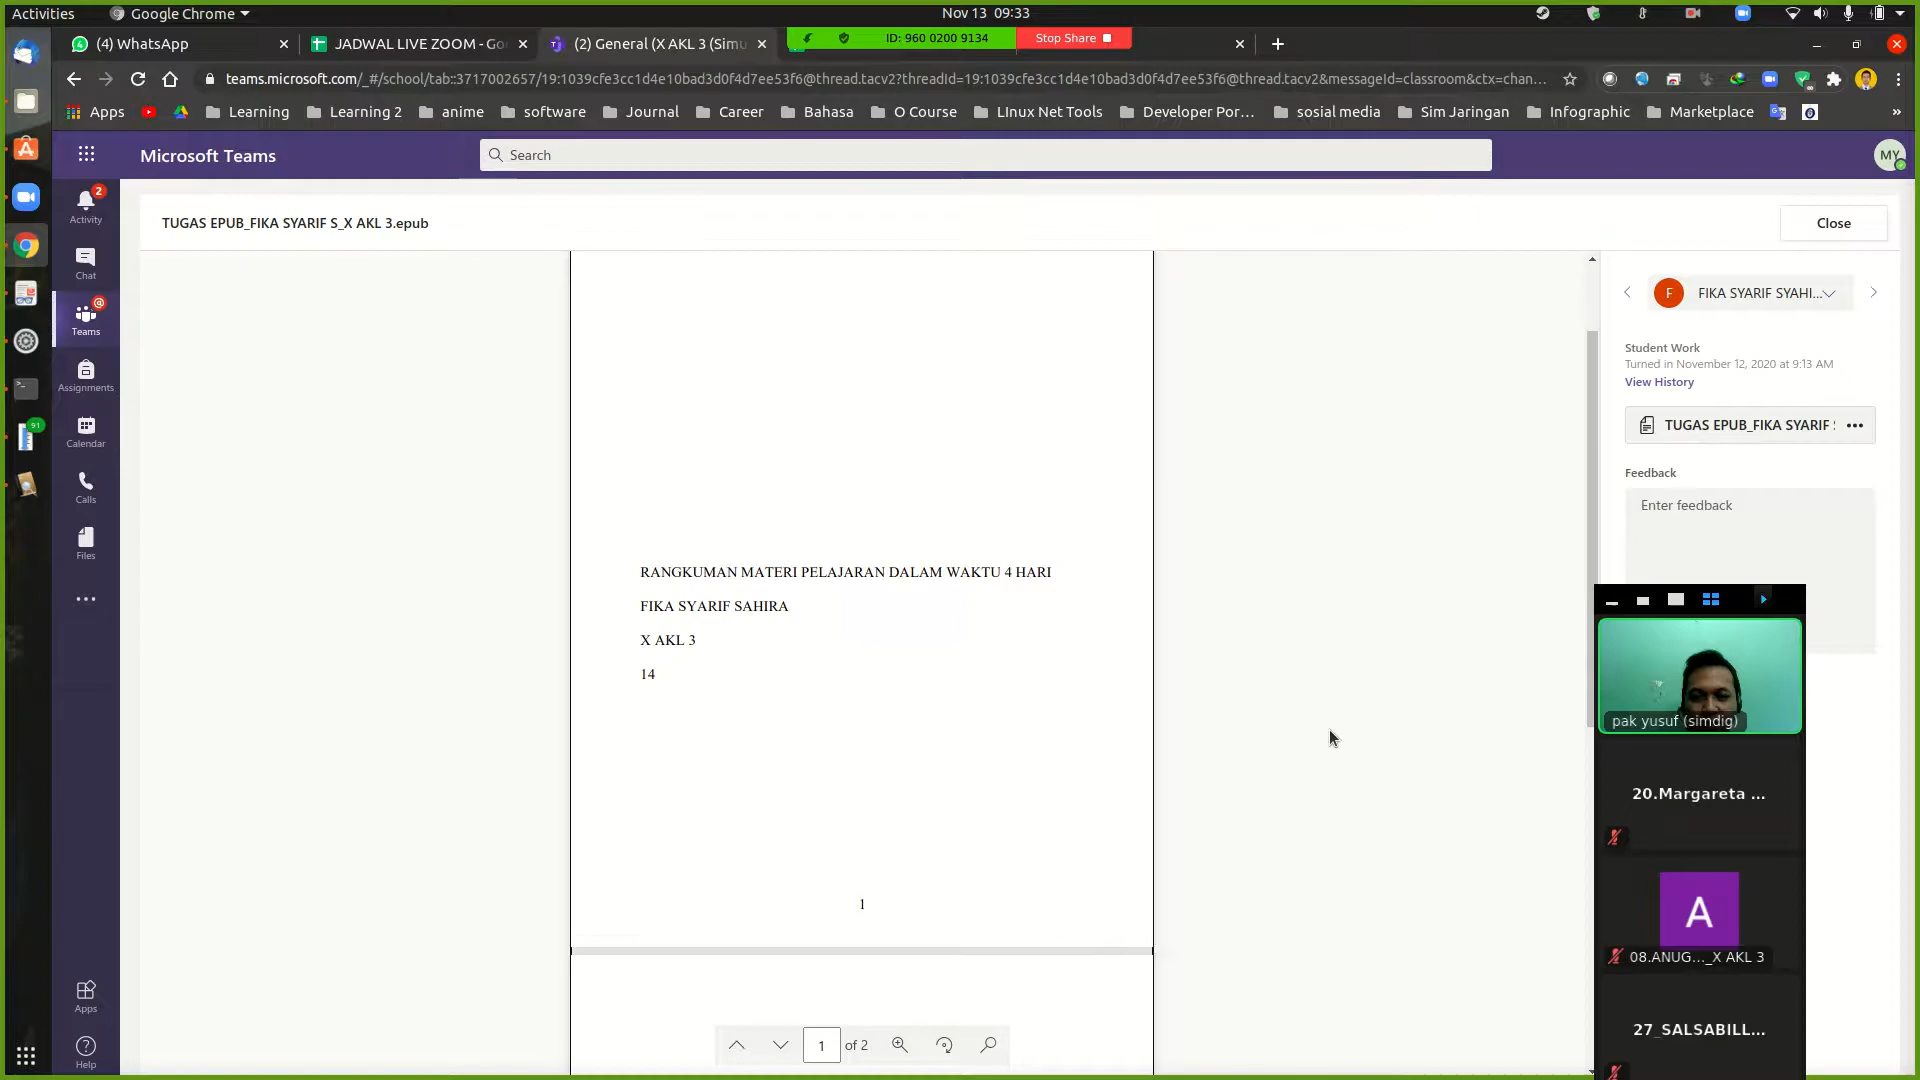 Activities
Google Chrome
Nov 13 09:33
(4) WhatsApp
JADWAL LIVE ZOOM - Go
(2) General (X AKL 3 (Simu
ID: 960 0200 9134
Stop Share
teams.microsoft.com/_#/school/tab::3717002657/19:1039cfe3cc1d4e10bad3d0f4d7ee53f6@thread.tacv2?threadId=19:1039cfe3cc1d4e10bad3d0f4d7ee53f6@thread.tacv2&messageId=classroom&ctx=chan...
Apps
Learning
Learning 2
anime
software
Journal
Career
Bahasa
O Course
LInux Net Tools
Developer Por...
sosial media
Sim Jaringan
Infographic
Marketplace
»
Microsoft Teams
Search
MY
2
Activity
Chat
Teams
Assignments
Calendar
Calls
Files
Apps
Help
91
TUGAS EPUB_FIKA SYARIF S_X AKL 3.epub
Close
RANGKUMAN MATERI PELAJARAN DALAM WAKTU 4 HARI
FIKA SYARIF SAHIRA
X AKL 3
14
1
1 of 2
F
FIKA SYARIF SYAHI...
Student Work
Turned in November 12, 2020 at 9:13 AM
View History
TUGAS EPUB_FIKA SYARIF
Feedback
Enter feedback
pak yusuf (simdig)
20.Margareta ...
A
08.ANUG..._X AKL 3
27_SALSABILL...